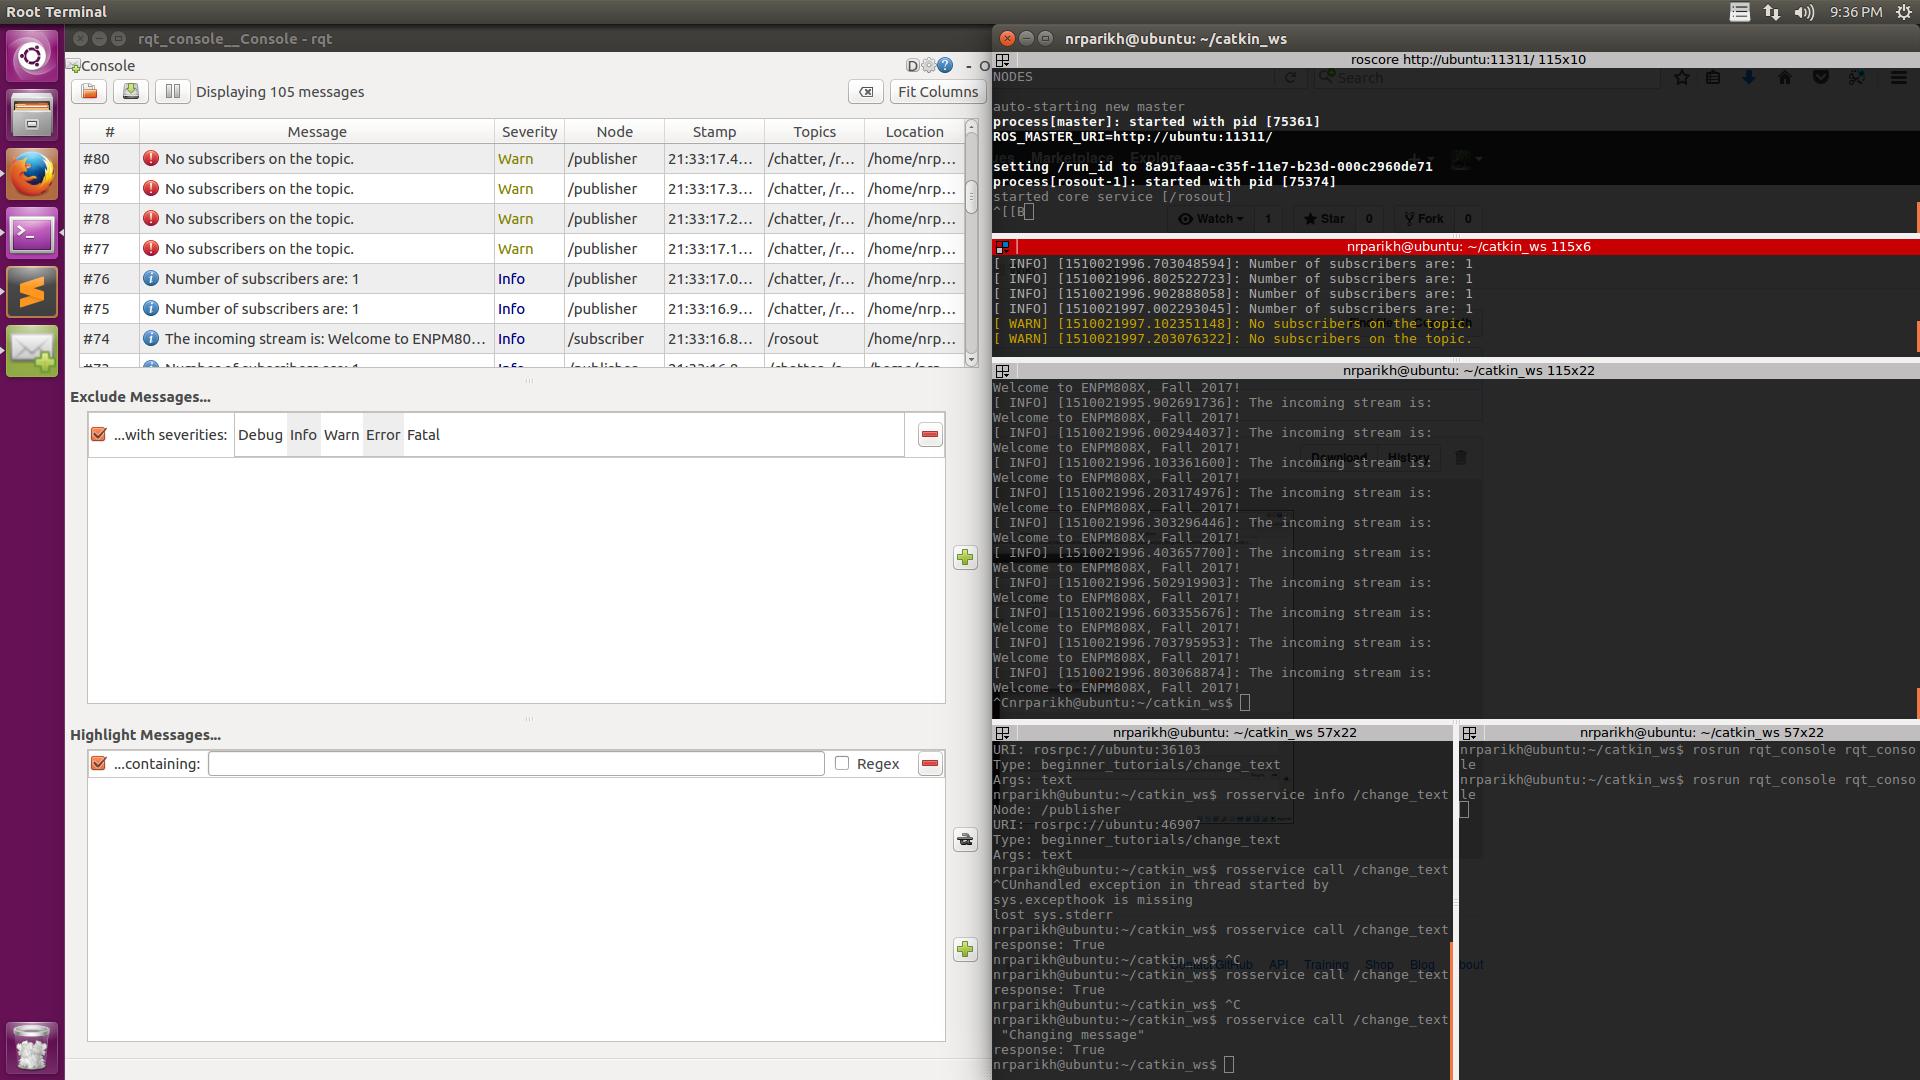 Root Terminal
9:36 PM
rqt_console__Console - rqt
Console
D
- O
Displaying 105 messages
Fit Columns
# Message Severity Node Stamp Topics Location
#80 No subscribers on the topic. Warn /publisher 21:33:17.4... /chatter, /r... /home/nrp...
#79 No subscribers on the topic. Warn /publisher 21:33:17.3... /chatter, /r... /home/nrp...
#78 No subscribers on the topic. Warn /publisher 21:33:17.2... /chatter, /r... /home/nrp...
#77 No subscribers on the topic. Warn /publisher 21:33:17.1... /chatter, /r... /home/nrp...
#76 Number of subscribers are: 1 Info /publisher 21:33:17.0... /chatter, /r... /home/nrp...
#75 Number of subscribers are: 1 Info /publisher 21:33:16.9... /chatter, /r... /home/nrp...
#74 The incoming stream is: Welcome to ENPM80... Info /subscriber 21:33:16.8... /rosout /home/nrp...
Exclude Messages...
...with severities: Debug Info Warn Error Fatal
Highlight Messages...
...containing: Regex
nrparikh@ubuntu: ~/catkin_ws
roscore http://ubuntu:11311/ 115x10
NODES
Search
auto-starting new master
process[master]: started with pid [75361]
ROS_MASTER_URI=http://ubuntu:11311/
Marketplace Explore
setting /run_id to 8a91faaa-c35f-11e7-b23d-000c2960de71
process[rosout-1]: started with pid [75374]
started core service [/rosout]
^[[B
Watch 1 Star 0 Fork 0
nrparikh@ubuntu: ~/catkin_ws 115x6
[ INFO] [1510021996.703048594]: Number of subscribers are: 1
[ INFO] [1510021996.802522723]: Number of subscribers are: 1
[ INFO] [1510021996.902888058]: Number of subscribers are: 1
[ INFO] [1510021997.002293045]: Number of subscribers are: 1
[ WARN] [1510021997.102351148]: No subscribers on the topic.
[ WARN] [1510021997.203076322]: No subscribers on the topic.
nrparikh@ubuntu: ~/catkin_ws 115x22
Welcome to ENPM808X, Fall 2017!
[ INFO] [1510021995.902691736]: The incoming stream is:
Welcome to ENPM808X, Fall 2017!
[ INFO] [1510021996.002944037]: The incoming stream is:
Welcome to ENPM808X, Fall 2017!
[ INFO] [1510021996.103361600]: The incoming stream is:
Download History
Welcome to ENPM808X, Fall 2017!
[ INFO] [1510021996.203174976]: The incoming stream is:
Welcome to ENPM808X, Fall 2017!
[ INFO] [1510021996.303296446]: The incoming stream is:
Welcome to ENPM808X, Fall 2017!
[ INFO] [1510021996.403657700]: The incoming stream is:
Welcome to ENPM808X, Fall 2017!
[ INFO] [1510021996.502919903]: The incoming stream is:
Welcome to ENPM808X, Fall 2017!
[ INFO] [1510021996.603355676]: The incoming stream is:
Welcome to ENPM808X, Fall 2017!
[ INFO] [1510021996.703795953]: The incoming stream is:
Welcome to ENPM808X, Fall 2017!
[ INFO] [1510021996.803068874]: The incoming stream is:
Welcome to ENPM808X, Fall 2017!
^Cnrparikh@ubuntu:~/catkin_ws$
nrparikh@ubuntu: ~/catkin_ws 57x22
URI: rosrpc://ubuntu:36103
Type: beginner_tutorials/change_text
Args: text
nrparikh@ubuntu:~/catkin_ws$ rosservice info /change_text
Node: /publisher
URI: rosrpc://ubuntu:46907
Type: beginner_tutorials/change_text
Args: text
nrparikh@ubuntu:~/catkin_ws$ rosservice call /change_text
^CUnhandled exception in thread started by
sys.excepthook is missing
lost sys.stderr
nrparikh@ubuntu:~/catkin_ws$ rosservice call /change_text
response: True
nrparikh@ubuntu:~/catkin_ws$ ^C
API Training Shop Blog About
nrparikh@ubuntu:~/catkin_ws$ rosservice call /change_text
response: True
nrparikh@ubuntu:~/catkin_ws$ ^C
nrparikh@ubuntu:~/catkin_ws$ rosservice call /change_text
"Changing message"
response: True
nrparikh@ubuntu:~/catkin_ws$
nrparikh@ubuntu: ~/catkin_ws 57x22
nrparikh@ubuntu:~/catkin_ws$ rosrun rqt_console rqt_conso
le
nrparikh@ubuntu:~/catkin_ws$ rosrun rqt_console rqt_conso
le